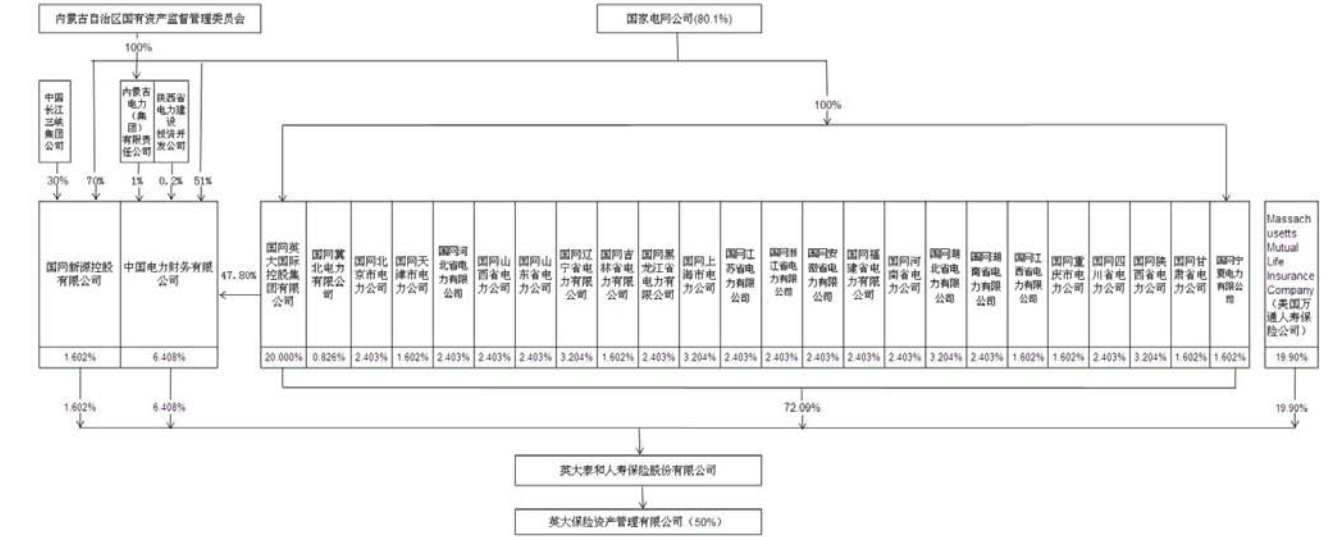 内蒙古自治区国有资产监督管理委员会
国家电网公司(80.1%)
100%
100%
中国
长江
三峡
集团
公司
内蒙古
电力
（集
团）
有限责
任公司
陕西省
电力建
设
投资开
发公司
30%
70%
1%
0.2%
51%
国网新源控股
有限公司
中国电力财务有限
公司
47.80%
国网英
大国际
控股集
团有限
公司
国网冀
北电力
有限公
司
国网北
京市电
力公司
国网天
津市电
力公司
国网河
北省电
力有限
公司
国网山
西省电
力公司
国网山
东省电
力公司
国网辽
宁省电
力有限
公司
国网吉
林省电
力有限
公司
国网黑
龙江省
电力有
限公司
国网上
海市电
力公司
国网江
苏省电
力有限
公司
国网浙
江省电
力有限
公司
国网安
徽省电
力有限
公司
国网福
建省电
力有限
公司
国网河
南省电
力公司
国网湖
北省电
力有限
公司
国网湖
南省电
力有限
公司
国网江
西省电
力有限
公司
国网重
庆市电
力公司
国网四
川省电
力公司
国网陕
西省电
力公司
国网甘
肃省电
力公司
国网宁
夏电力
有限公
司
Massach
usetts
Mutual
Life
Insurance
Company
（美国万
通人寿保
险公司）
1.602%
6.408%
20.000%
0.826%
2.403%
1.602%
2.403%
2.403%
2.403%
3.204%
1.602%
2.403%
3.204%
2.403%
2.403%
2.403%
2.403%
2.403%
3.204%
2.403%
1.602%
1.602%
2.403%
3.204%
1.602%
1.602%
19.90%
1.602%
6.408%
72.09%
19.90%
英大泰和人寿保险股份有限公司
英大保险资产管理有限公司（50%）